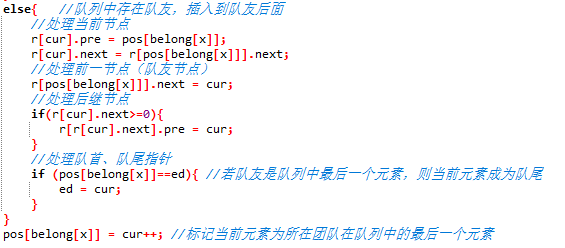 else{ //队列中存在队友，插入到队友后面
//处理当前节点
r[cur].pre = pos[belong[x]];
r[cur].next = r[pos[belong[x]]].next;
//处理前一节点（队友节点）
r[pos[belong[x]]].next = cur;
//处理后继节点
if(r[cur].next>=0){
r[r[cur].next].pre = cur;
}
//处理队首、队尾指针
if (pos[belong[x]]==ed){ //若队友是队列中最后一个元素，则当前元素成为队尾
ed = cur;
}
}
pos[belong[x]] = cur++; //标记当前元素为所在团队在队列中的最后一个元素